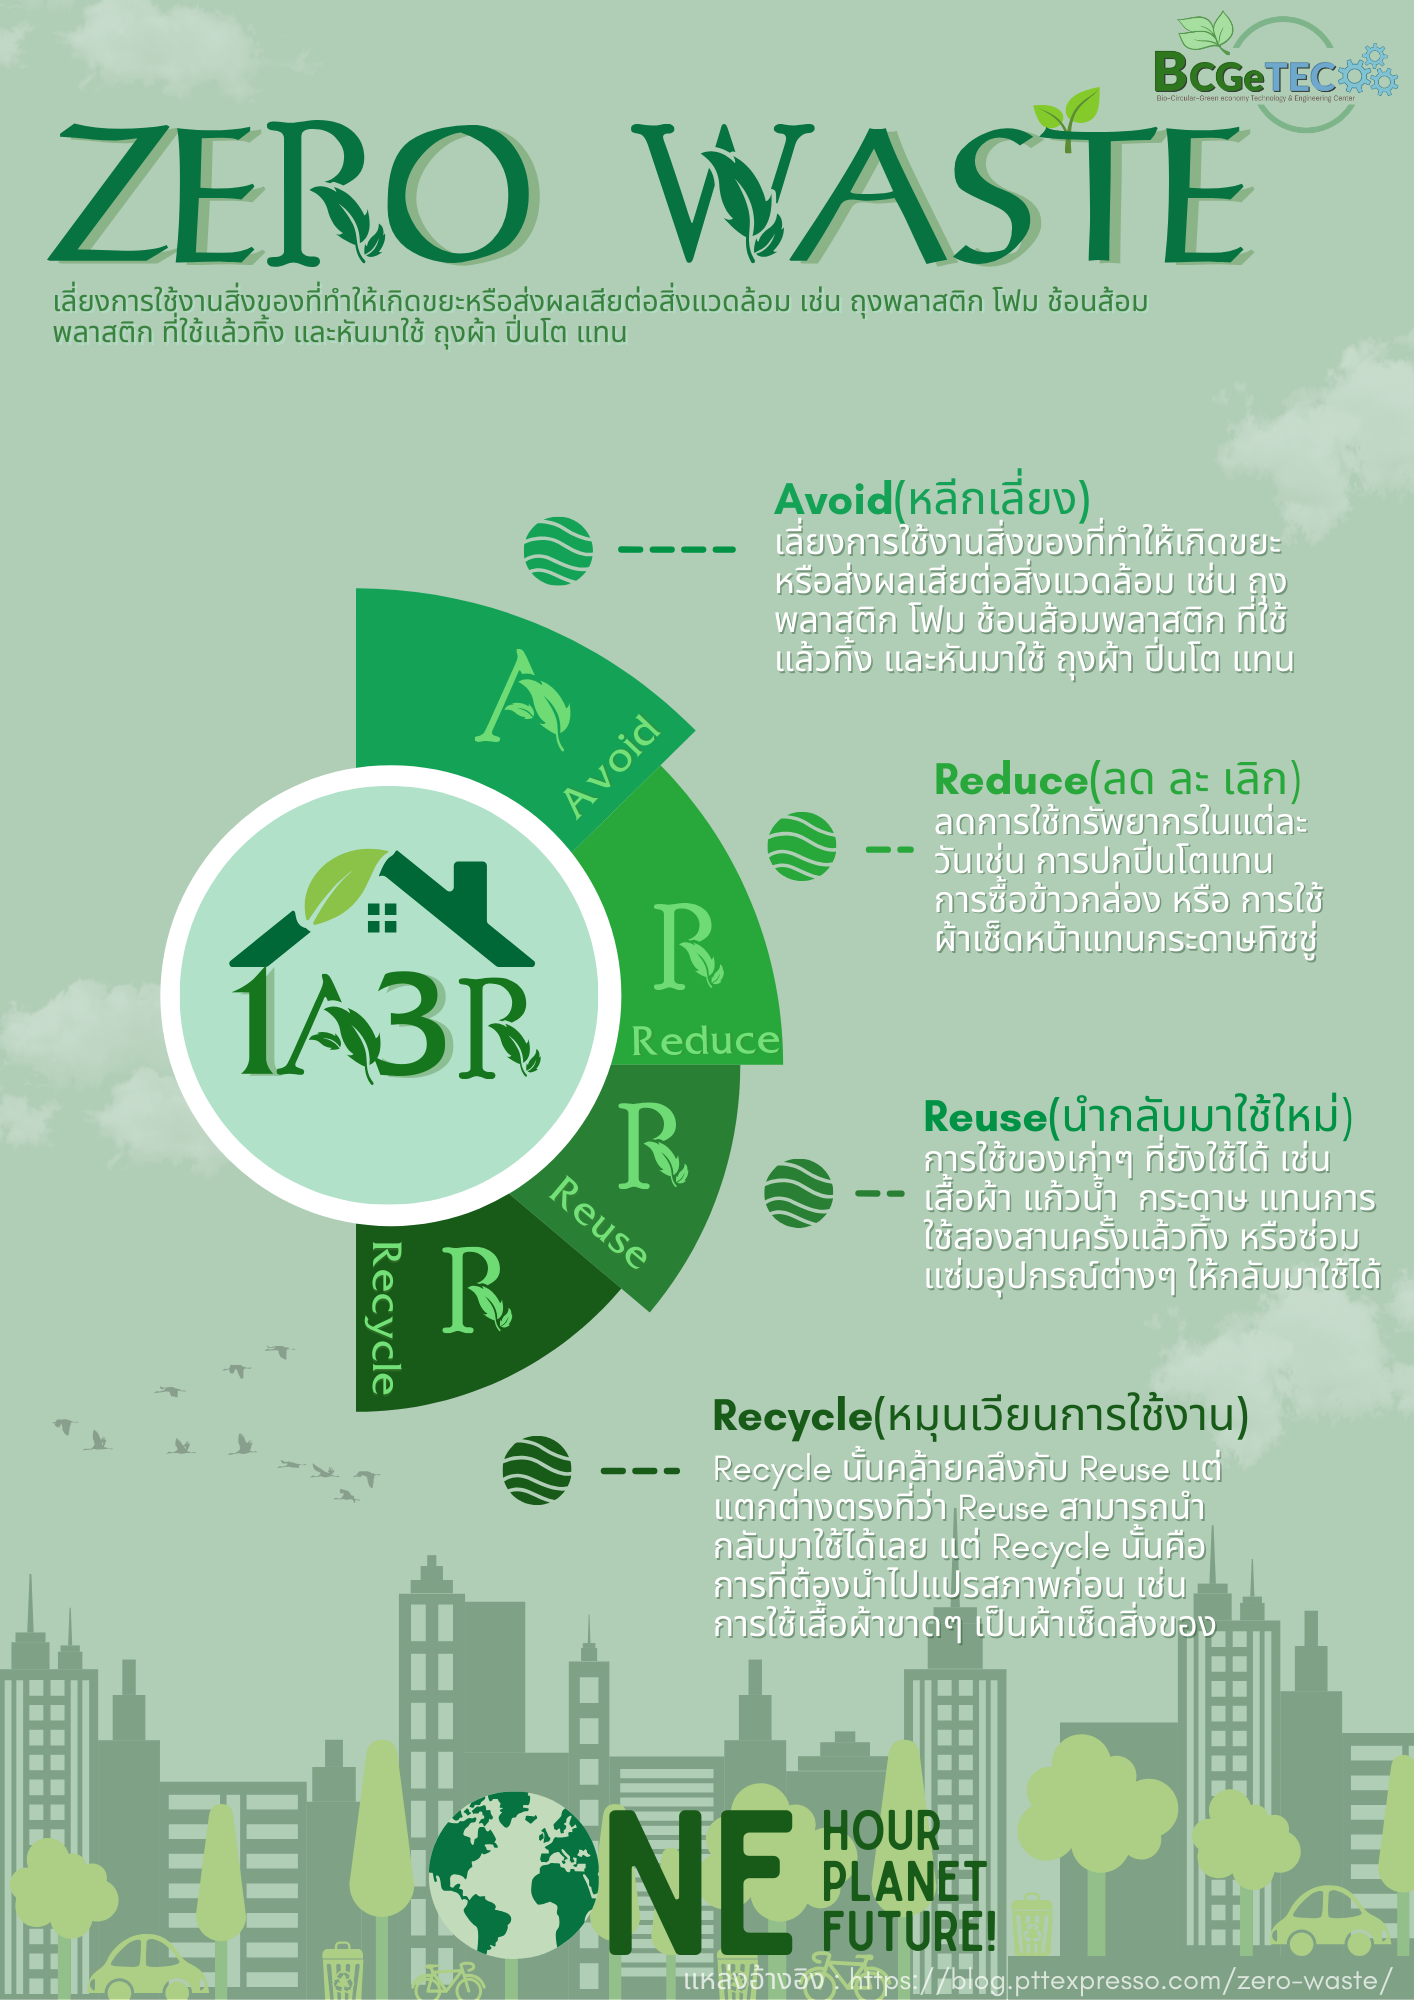 BCGeTEC
Bio-Circular-Green economy Technology & Engineering Center
ZERO WASTE
เลี่ยงการใช้งานสิ่งของที่ทำให้เกิดขยะหรือส่งผลเสียต่อสิ่งแวดล้อม เช่น ถุงพลาสติก โฟม ช้อนส้อม
พลาสติก ที่ใช้แล้วทิ้ง และหันมาใช้ ถุงผ้า ปิ่นโต แทน
Avoid(หลีกเลี่ยง)
เลี่ยงการใช้งานสิ่งของที่ทำให้เกิดขยะ
หรือส่งผลเสียต่อสิ่งแวดล้อม เช่น ถุง
พลาสติก โฟม ช้อนส้อมพลาสติก ที่ใช้
แล้วทิ้ง และหันมาใช้ ถุงผ้า ปิ่นโต แทน
A
Avoid
Reduce(ลด ละ เลิก)
ลดการใช้ทรัพยากรในแต่ละ
วันเช่น การปกปิ่นโตแทน
การซื้อข้าวกล่อง หรือ การใช้
ผ้าเช็ดหน้าแทนกระดาษทิชชู่
R
Reduce
1A3R
Reuse(นำกลับมาใช้ใหม่)
การใช้ของเก่าๆ ที่ยังใช้ได้ เช่น
เสื้อผ้า แก้วน้ำ กระดาษ แทนการ
ใช้สองสานครั้งแล้วทิ้ง หรือซ่อม
แซ่มอุปกรณ์ต่างๆ ให้กลับมาใช้ได้
R
Reuse
R
Recycle
Recycle(หมุนเวียนการใช้งาน)
Recycle นั้นคล้ายคลึงกับ Reuse แต่
แตกต่างตรงที่ว่า Reuse สามารถนำ
กลับมาใช้ได้เลย แต่ Recycle นั้นคือ
การที่ต้องนำไปแปรสภาพก่อน เช่น
การใช้เสื้อผ้าขาดๆ เป็นผ้าเช็ดสิ่งของ
ONE
HOUR
PLANET
FUTURE!
แหล่งอ้างอิง : https://blog.pttexpresso.com/zero-waste/